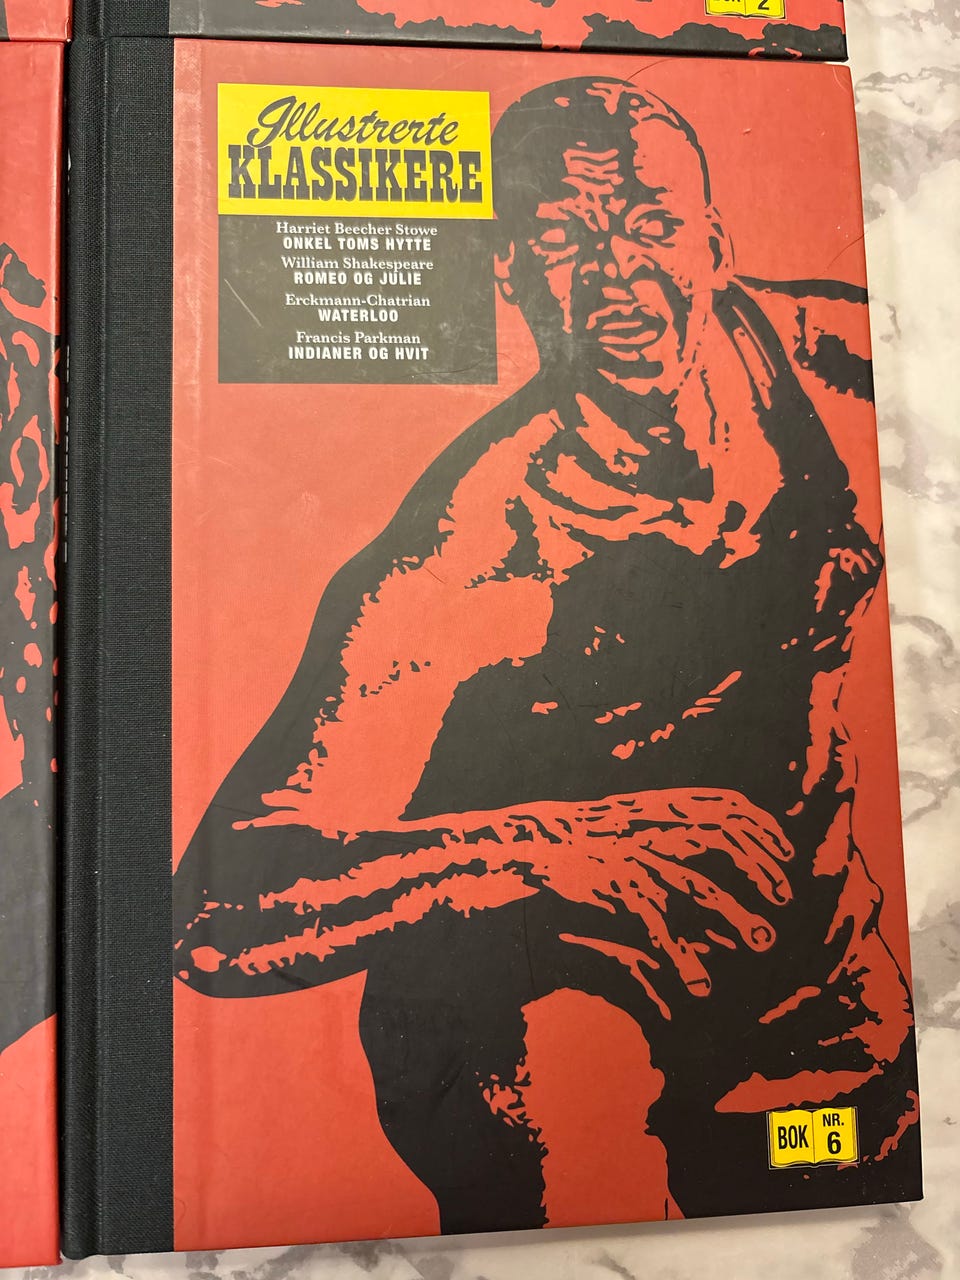 BOK 2
Illustrerte
KLASSIKERE
Harriet Beecher Stowe
ONKEL TOMS HYTTE
William Shakespeare
ROMEO OG JULIE
Erckmann-Chatrian
WATERLOO
Francis Parkman
INDIANER OG HVIT
BOK NR. 6